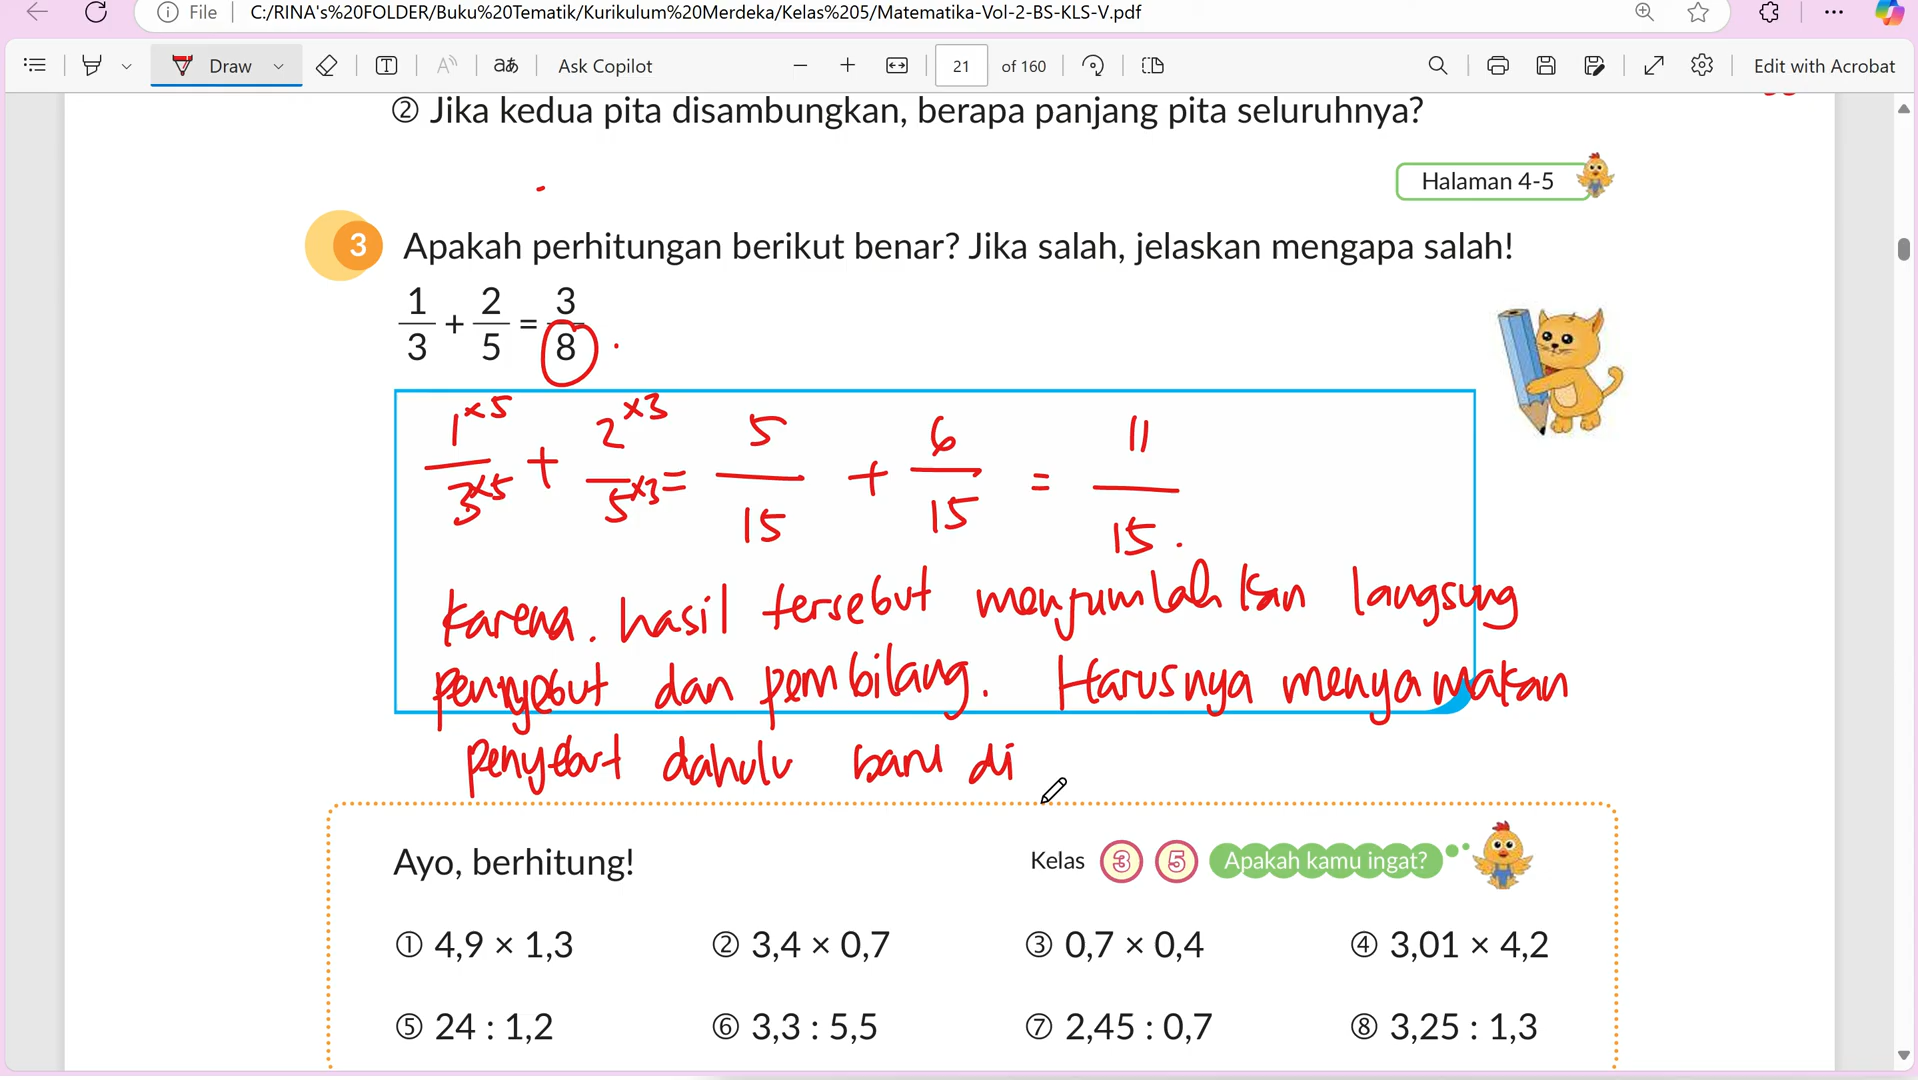 File C:/RINA's%20FOLDER/Buku%20Tematik/Kurikulum%20Merdeka/Kelas%205/Matematika-Vol-2-BS-KLS-V.pdf
Draw T aあ Ask Copilot 21 of 160 Edit with Acrobat
② Jika kedua pita disambungkan, berapa panjang pita seluruhnya?
Halaman 4-5
3 Apakah perhitungan berikut benar? Jika salah, jelaskan mengapa salah!
1/3 + 2/5 = 3/8
1×5/3×5 + 2×3/5×3 = 5/15 + 6/15 = 11/15.
Karena. hasil tersebut menjumlahkan langsung
penyebut dan pembilang. Harusnya menyamakan
penyebut dahulu baru di
Ayo, berhitung! Kelas 3 5 Apakah kamu ingat?
① 4,9 × 1,3 ② 3,4 × 0,7 ③ 0,7 × 0,4 ④ 3,01 × 4,2
⑤ 24 : 1,2 ⑥ 3,3 : 5,5 ⑦ 2,45 : 0,7 ⑧ 3,25 : 1,3